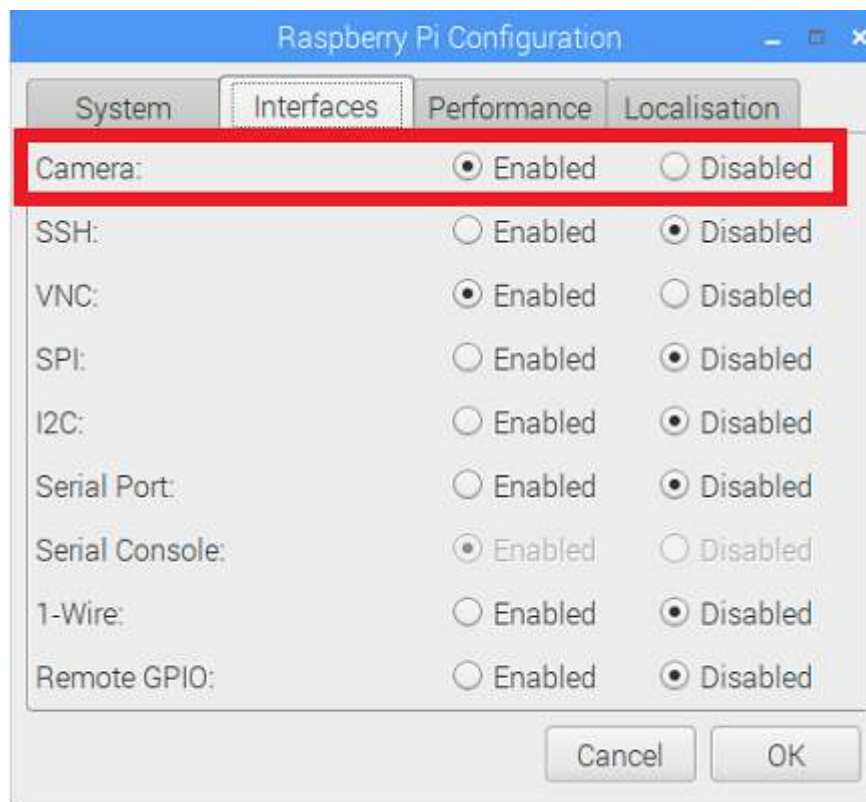 Raspberry Pi Configuration
System Interfaces Performance Localisation
Camera: Enabled Disabled
SSH: Enabled Disabled
VNC: Enabled Disabled
SPI: Enabled Disabled
I2C: Enabled Disabled
Serial Port: Enabled Disabled
Serial Console: Enabled Disabled
1-Wire: Enabled Disabled
Remote GPIO: Enabled Disabled
Cancel OK